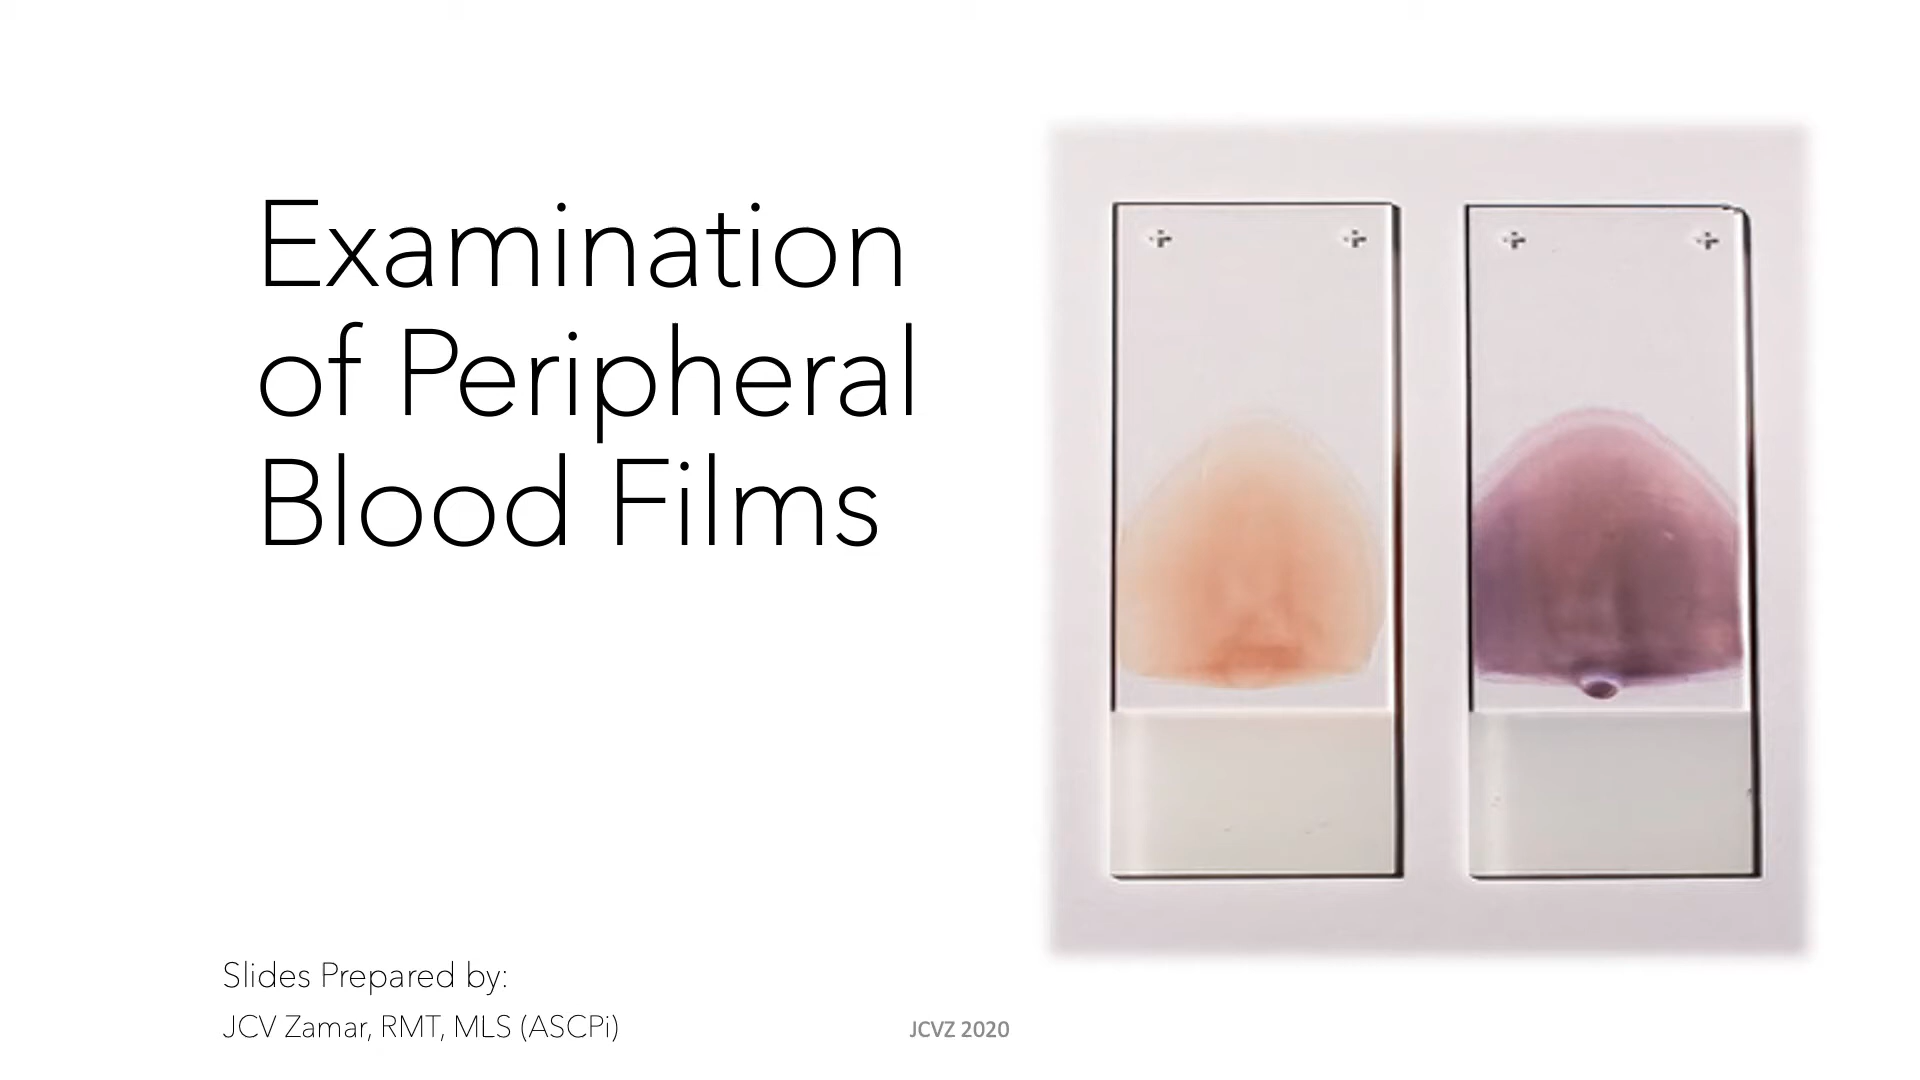 Examination
of Peripheral
Blood Films
Slides Prepared by:
JCV Zamar, RMT, MLS (ASCPi)
JCVZ 2020